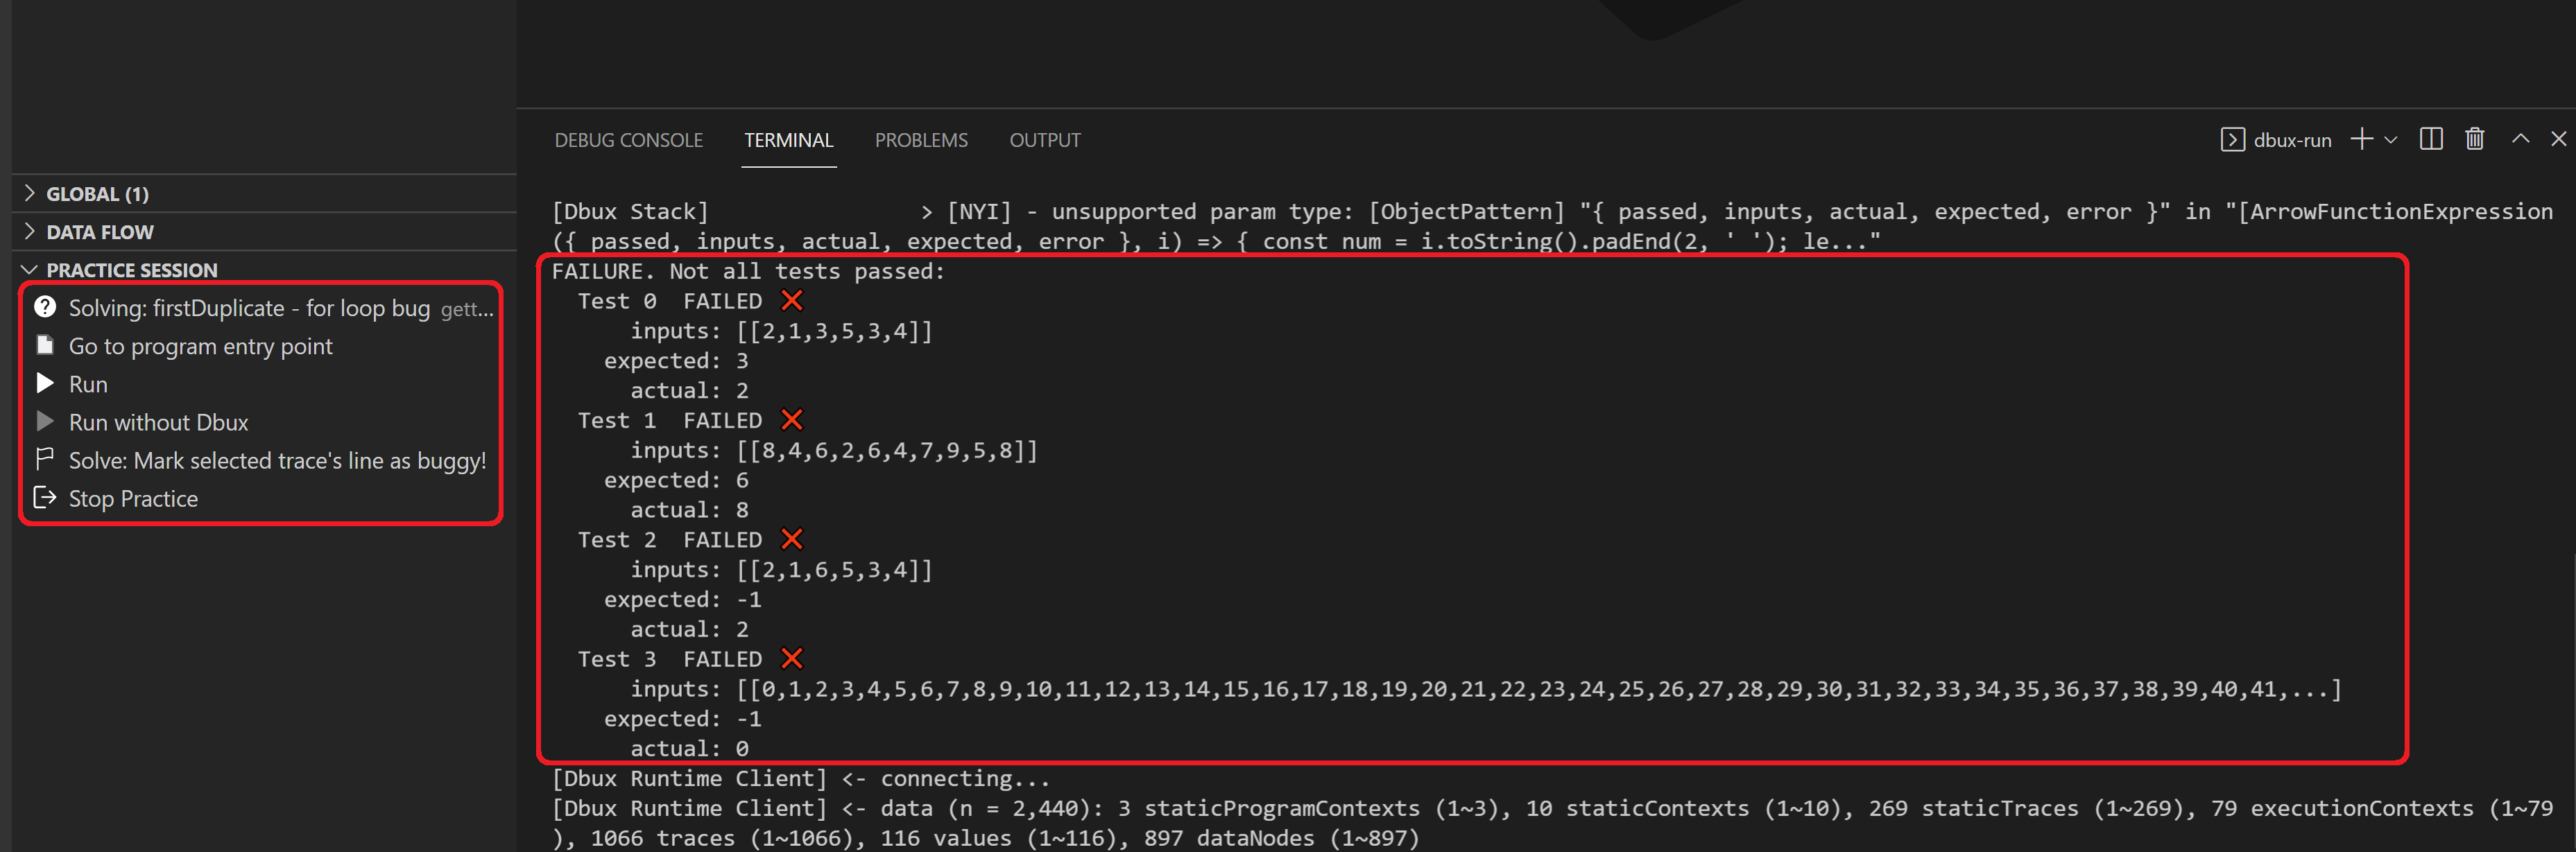 GLOBAL (1)
DATA FLOW
PRACTICE SESSION
Solving: firstDuplicate - for loop bug gett...
Go to program entry point
Run
Run without Dbux
Solve: Mark selected trace's line as buggy!
Stop Practice
DEBUG CONSOLE TERMINAL PROBLEMS OUTPUT dbux-run
[Dbux Stack] > [NYI] - unsupported param type: [ObjectPattern] "{ passed, inputs, actual, expected, error }" in "[ArrowFunctionExpression
({ passed, inputs, actual, expected, error }, i) => { const num = i.toString().padEnd(2, ' '); le..."
FAILURE. Not all tests passed:
Test 0 FAILED ❌
inputs: [[2,1,3,5,3,4]]
expected: 3
actual: 2
Test 1 FAILED ❌
inputs: [[8,4,6,2,6,4,7,9,5,8]]
expected: 6
actual: 8
Test 2 FAILED ❌
inputs: [[2,1,6,5,3,4]]
expected: -1
actual: 2
Test 3 FAILED ❌
inputs: [[0,1,2,3,4,5,6,7,8,9,10,11,12,13,14,15,16,17,18,19,20,21,22,23,24,25,26,27,28,29,30,31,32,33,34,35,36,37,38,39,40,41,...]
expected: -1
actual: 0
[Dbux Runtime Client] <- connecting...
[Dbux Runtime Client] <- data (n = 2,440): 3 staticProgramContexts (1~3), 10 staticContexts (1~10), 269 staticTraces (1~269), 79 executionContexts (1~79
), 1066 traces (1~1066), 116 values (1~116), 897 dataNodes (1~897)